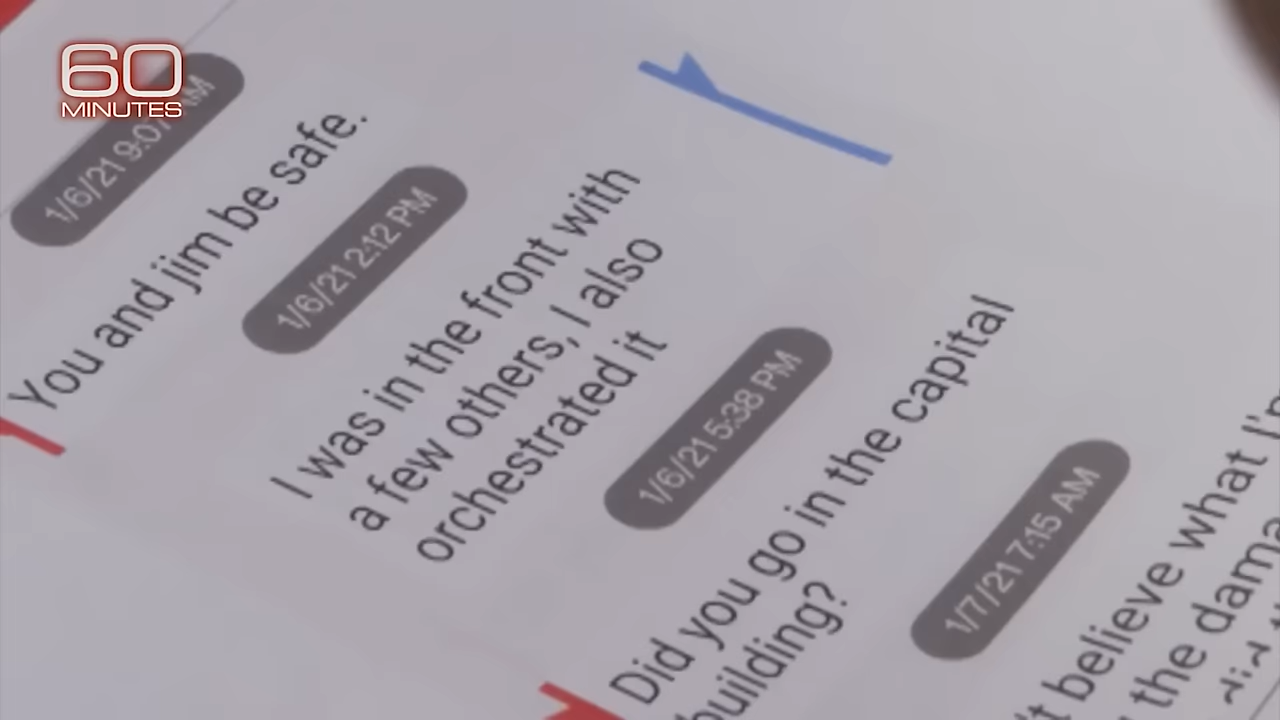 60
MINUTES
1/6/21 9:07 AM
You and jim be safe.
1/6/21 2:12 PM
I was in the front with
a few others, I also
orchestrated it
1/6/21 5:38 PM
Did you go in the capital
building?
1/7/21 7:15 AM
believe what
the